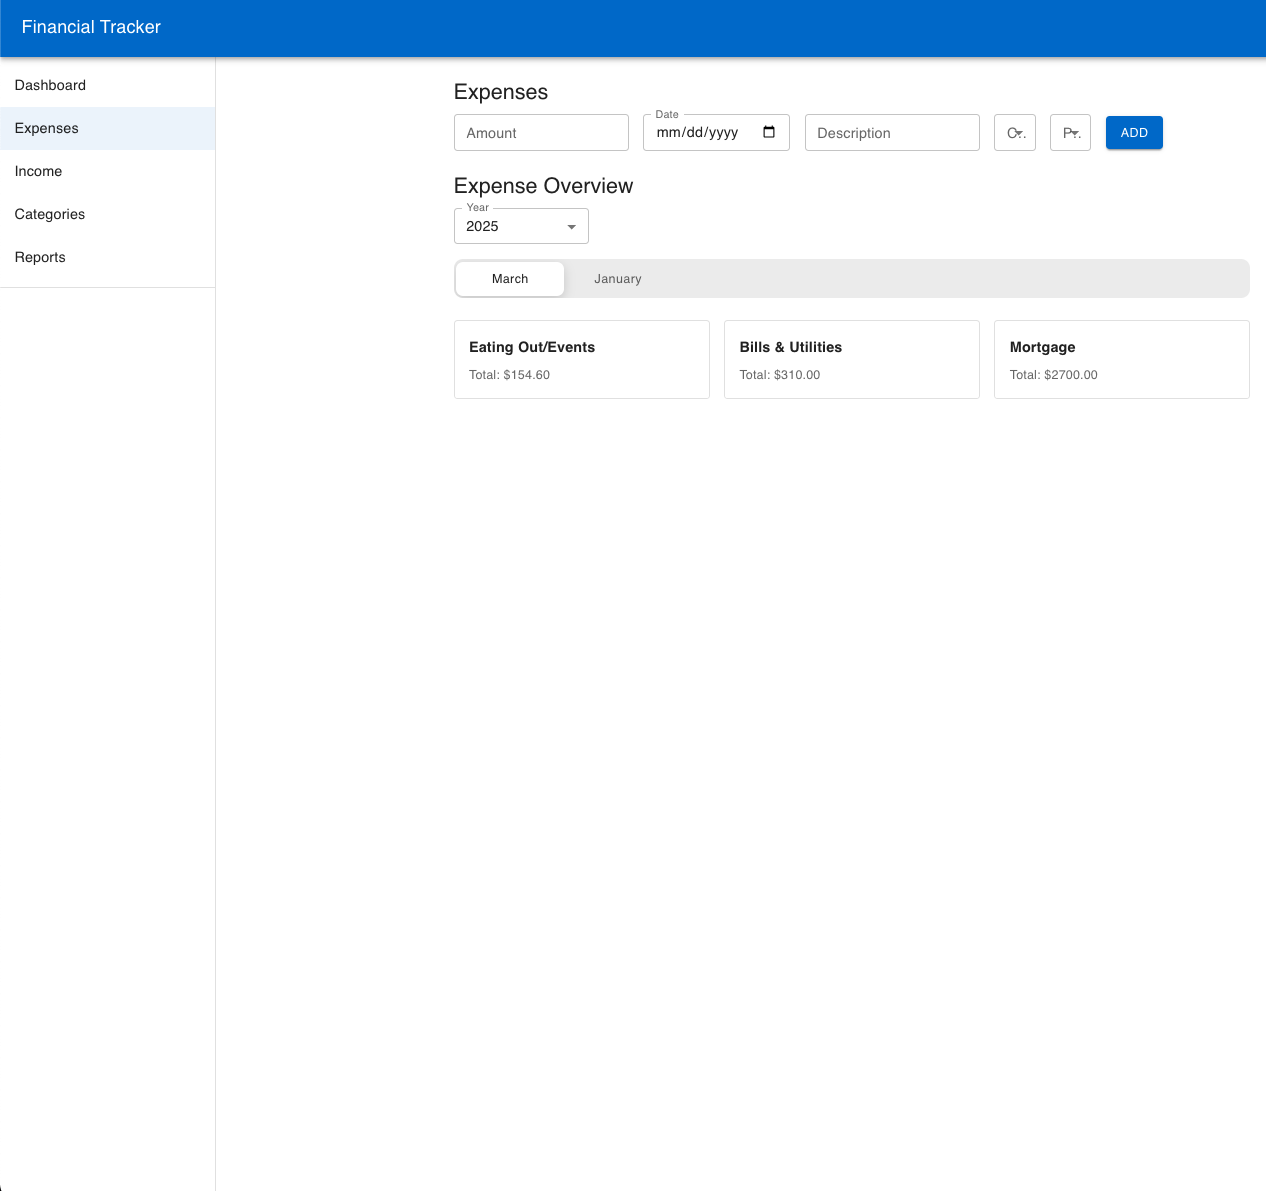 Financial Tracker
Dashboard
Expenses
Income
Categories
Reports
Expenses
Amount
Date
mm/dd/yyyy
Description
C..
P..
ADD
Expense Overview
Year
2025
March
January
Eating Out/Events
Total: $154.60
Bills & Utilities
Total: $310.00
Mortgage
Total: $2700.00